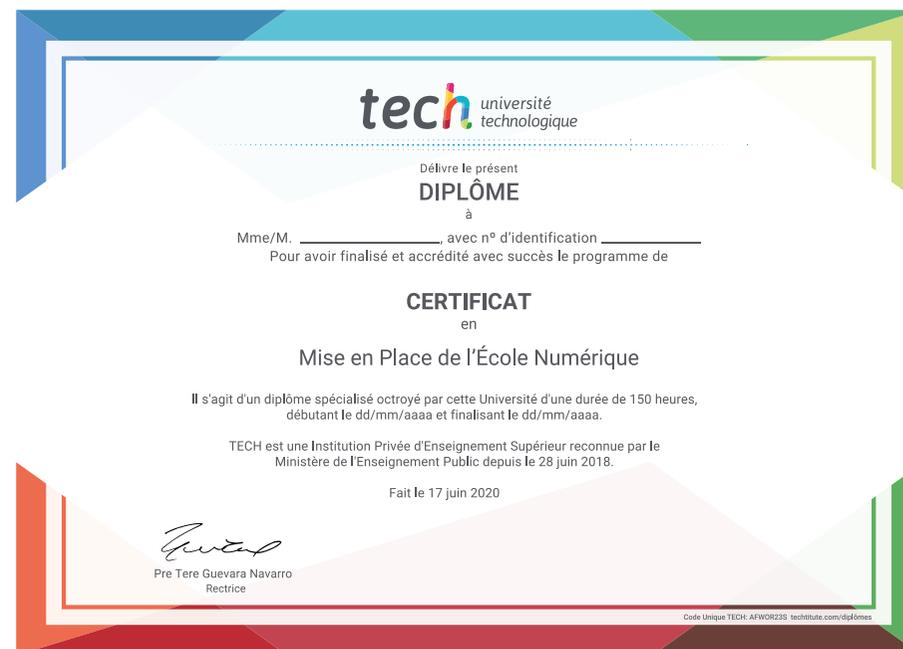 tech université
technologique
Délivre le présent
DIPLÔME
à
Mme/M. ____________, avec nº d'identification ____________
Pour avoir finalisé et accrédité avec succès le programme de
CERTIFICAT
en
Mise en Place de l'École Numérique
Il s'agit d'un diplôme spécialisé octroyé par cette Université d'une durée de 150 heures,
débutant le dd/mm/aaaa et finalisant le dd/mm/aaaa.
TECH est une Institution Privée d'Enseignement Supérieur reconnue par le
Ministère de l'Enseignement Public depuis le 28 juin 2018.
Fait le 17 juin 2020
Pre Tere Guevara Navarro
Rectrice
Code Unique TECH: AFWOR23S techtitute.com/diplômes